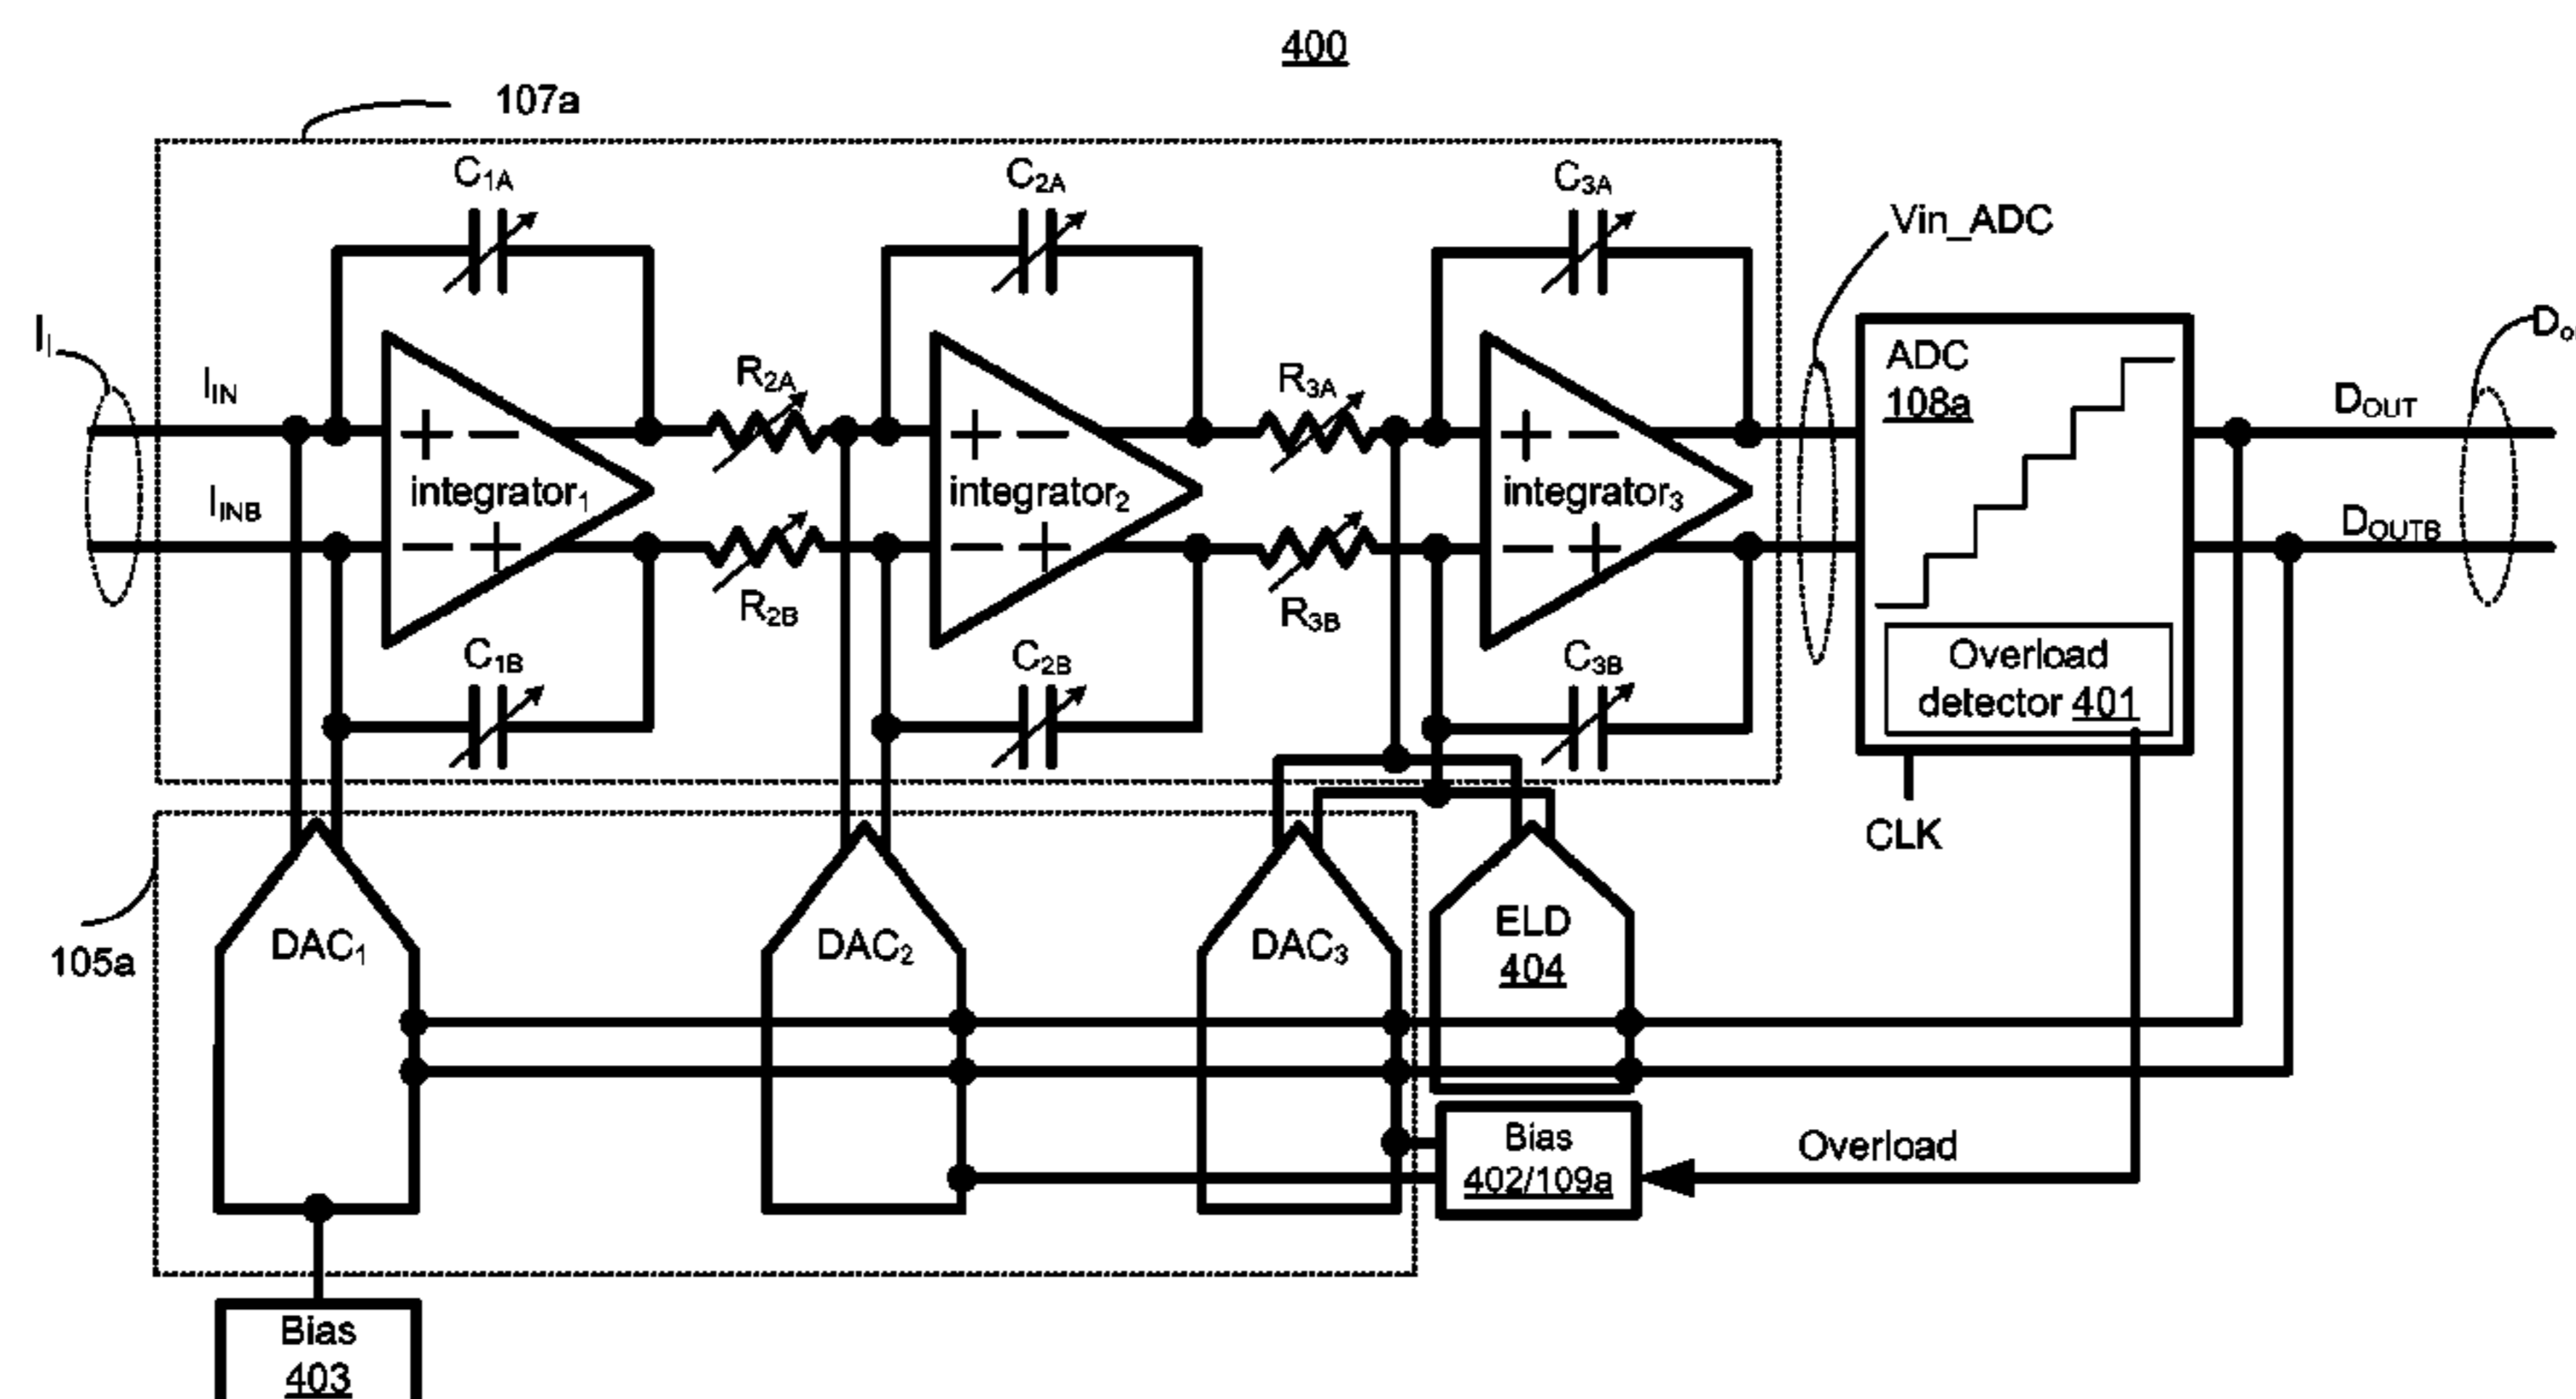 400
107a
C1A
C2A
C3A
Vin_ADC
II
IIN
R2A
R3A
ADC
108a
DOUT
integrator1
integrator2
integrator3
IINB
DOUTB
R2B
R3B
C1B
C2B
C3B
Overload
detector 401
CLK
105a
DAC1
DAC2
DAC3
ELD
404
Bias
402/109a
Overload
Bias
403